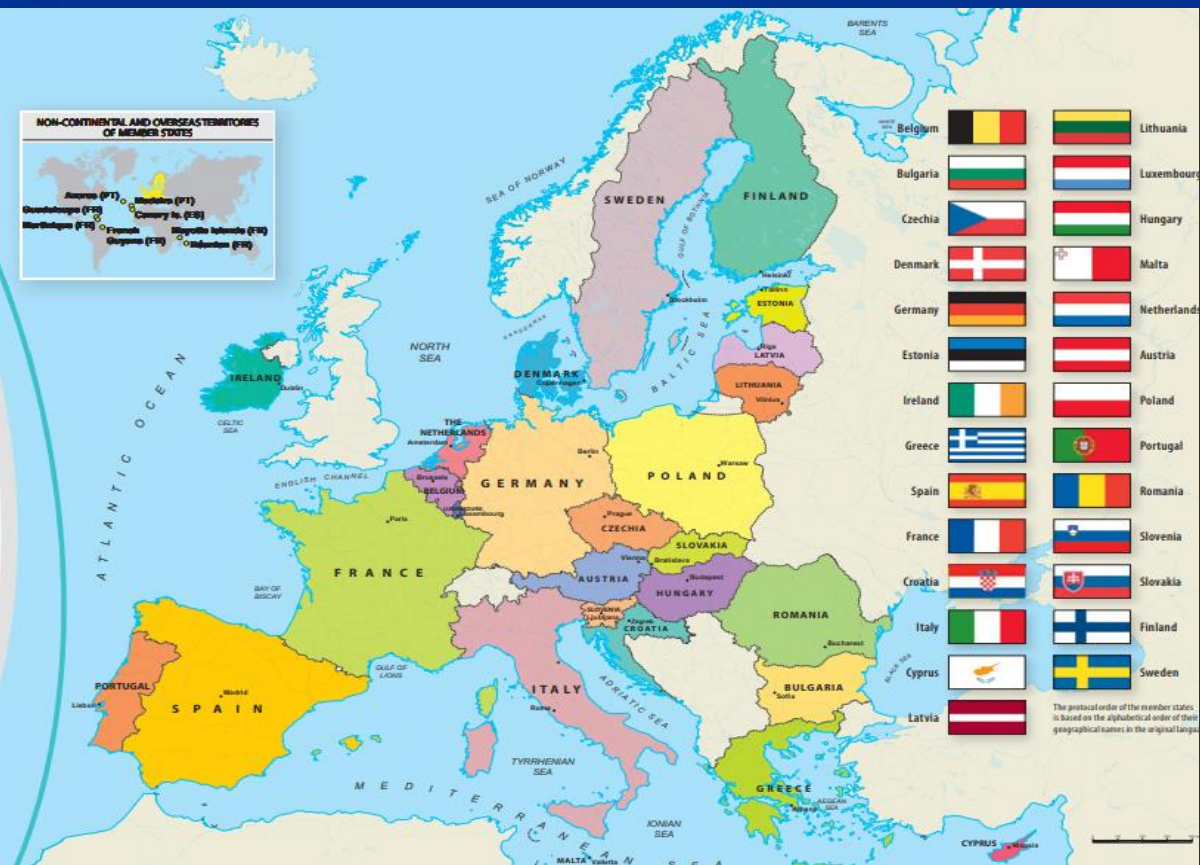 BARENTS
SEA
NON-CONTINENTAL AND OVERSEAS TERRITORIES
OF MEMBER STATES
Azores (PT)
Madeira (PT)
Guadeloupe (FR)
Canary Is. (ES)
Martinique (FR)
French
Guyana (FR)
Mayotte Islands (FR)
Réunion (FR)
SEA OF NORWAY
SWEDEN
FINLAND
GULF OF BOTHNIA
Helsinki
Tallinn
Stockholm
ESTONIA
SKAGERRAK
NORTH
SEA
BALTIC SEA
Riga
LATVIA
ATLANTIC OCEAN
IRELAND
Dublin
DENMARK
Copenhagen
LITHUANIA
Vilnius
CELTIC
SEA
THE
NETHERLANDS
Amsterdam
Berlin
Warsaw
ENGLISH CHANNEL
Brussels
BELGIUM
GERMANY
POLAND
Luxembourg
Paris
Prague
CZECHIA
SLOVAKIA
Vienna
Bratislava
FRANCE
AUSTRIA
Budapest
HUNGARY
BAY OF
BISCAY
SLOVENIA
Ljubljana
Zagreb
CROATIA
ROMANIA
Bucharest
BLACK SEA
GULF OF
LIONS
PORTUGAL
Lisbon
Madrid
SPAIN
ITALY
Rome
ADRIATIC SEA
BULGARIA
Sofia
TYRRHENIAN
SEA
MEDITERRANEAN SEA
GREECE
AEGEAN
SEA
IONIAN
SEA
MALTA Valletta
CYPRUS
Nicosia
Belgium
Lithuania
Bulgaria
Luxembourg
Czechia
Hungary
Denmark
Malta
Germany
Netherlands
Estonia
Austria
Ireland
Poland
Greece
Portugal
Spain
Romania
France
Slovenia
Croatia
Slovakia
Italy
Finland
Cyprus
Sweden
Latvia
The protocol order of the member states
is based on the alphabetical order of their
geographical names in the original